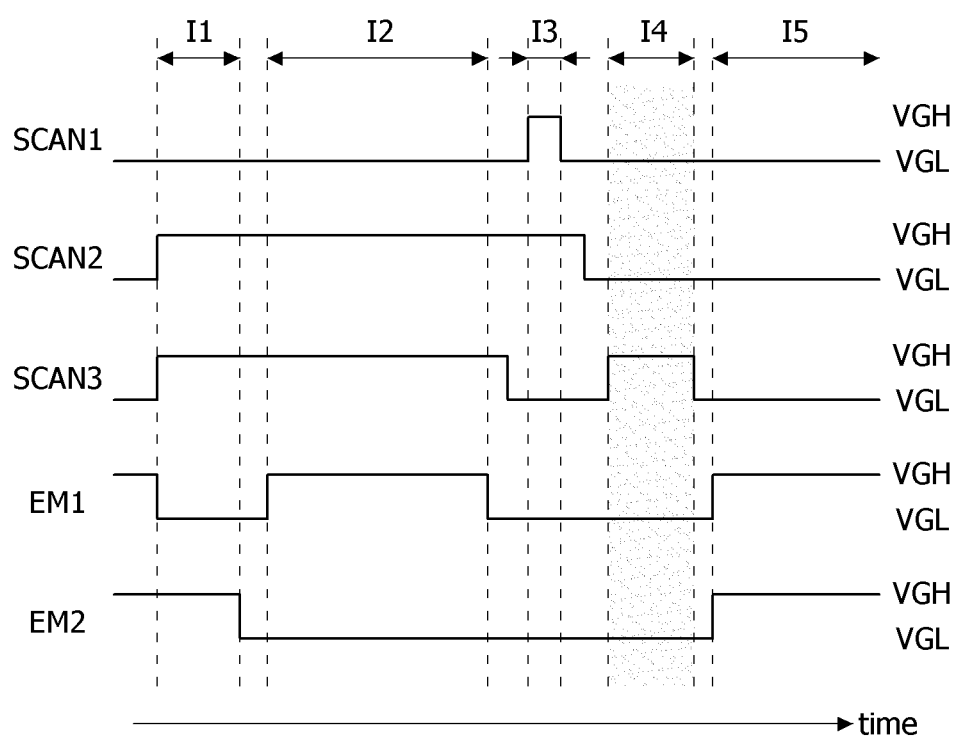 I1 I2 I3 I4 I5
SCAN1 VGH
VGL
SCAN2 VGH
VGL
SCAN3 VGH
VGL
EM1 VGH
VGL
EM2 VGH
VGL
time